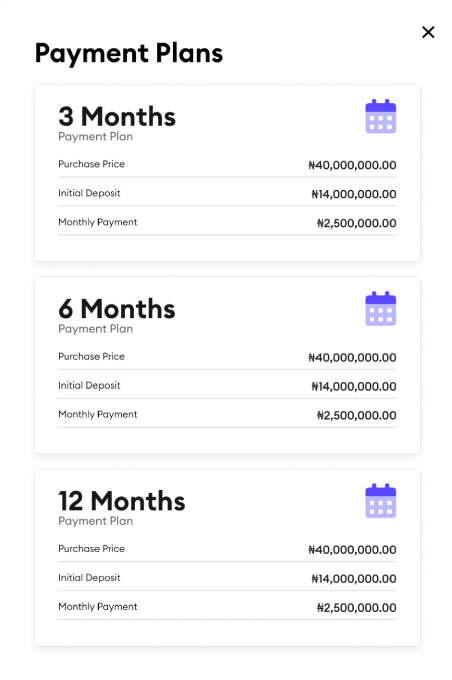 Payment Plans
3 Months
Payment Plan
Purchase Price ₦40,000,000.00
Initial Deposit ₦14,000,000.00
Monthly Payment ₦2,500,000.00
6 Months
Payment Plan
Purchase Price ₦40,000,000.00
Initial Deposit ₦14,000,000.00
Monthly Payment ₦2,500,000.00
12 Months
Payment Plan
Purchase Price ₦40,000,000.00
Initial Deposit ₦14,000,000.00
Monthly Payment ₦2,500,000.00